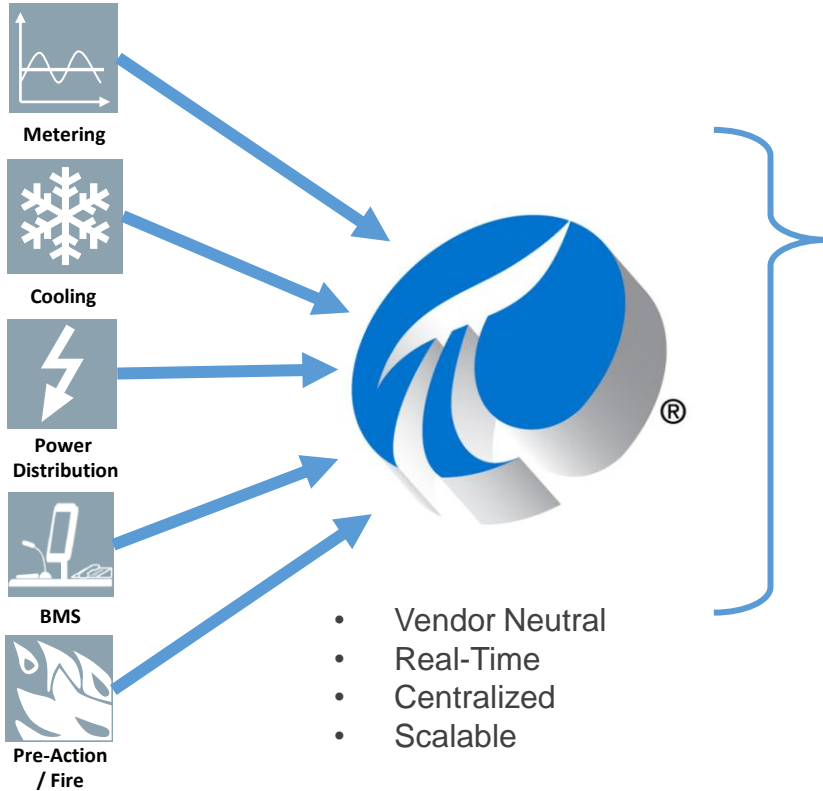 Metering
Cooling
Power
Distribution
BMS
Pre-Action
/ Fire
®
• Vendor Neutral
• Real-Time
• Centralized
• Scalable